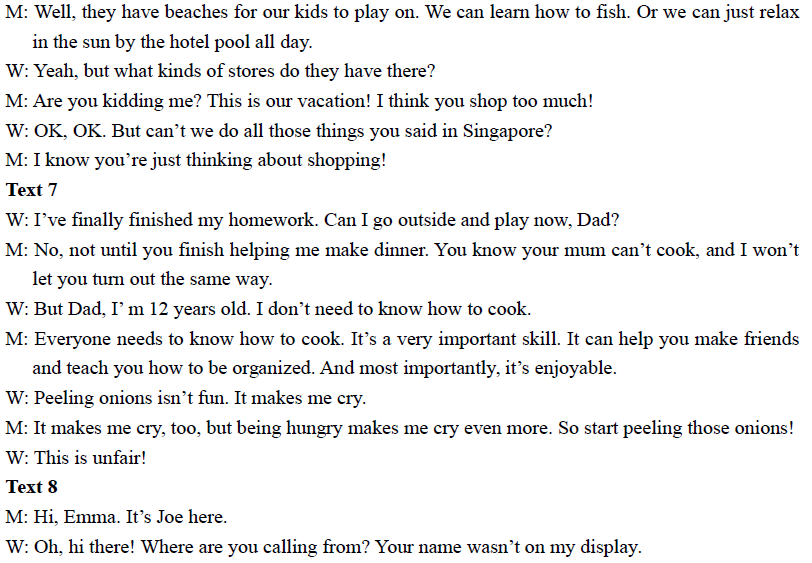 M: Well, they have beaches for our kids to play on. We can learn how to fish. Or we can just relax
in the sun by the hotel pool all day.
W: Yeah, but what kinds of stores do they have there?
M: Are you kidding me? This is our vacation! I think you shop too much!
W: OK, OK. But can't we do all those things you said in Singapore?
M: I know you're just thinking about shopping!
Text 7
W: I've finally finished my homework. Can I go outside and play now, Dad?
M: No, not until you finish helping me make dinner. You know your mum can't cook, and I won't
let you turn out the same way.
W: But Dad, I' m 12 years old. I don't need to know how to cook.
M: Everyone needs to know how to cook. It's a very important skill. It can help you make friends
and teach you how to be organized. And most importantly, it's enjoyable.
W: Peeling onions isn't fun. It makes me cry.
M: It makes me cry, too, but being hungry makes me cry even more. So start peeling those onions!
W: This is unfair!
Text 8
M: Hi, Emma. It's Joe here.
W: Oh, hi there! Where are you calling from? Your name wasn't on my display.